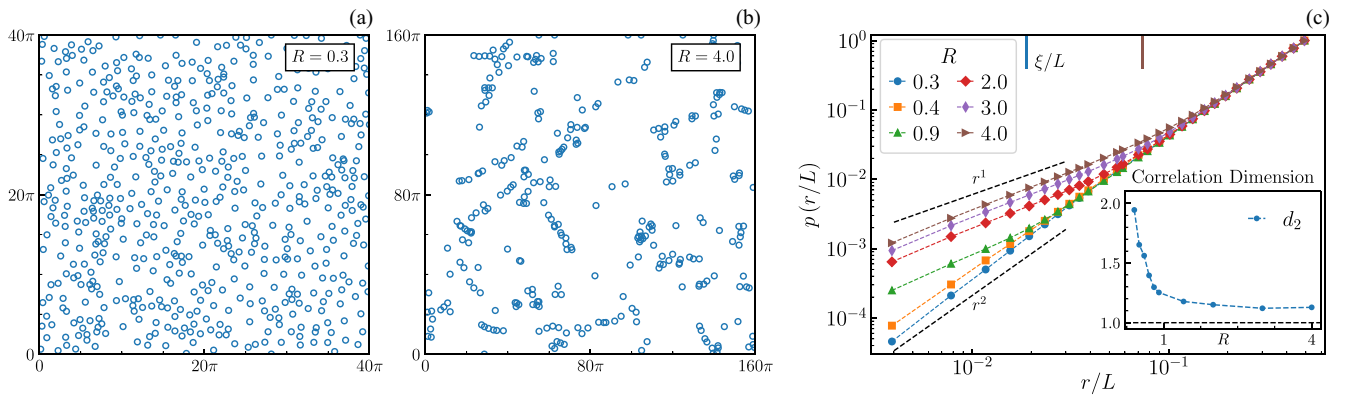 (a)
R = 0.3
40π
20π
0
0
20π
40π
(b)
R = 4.0
160π
80π
0
0
80π
160π
(c)
p (r/L)
10⁰
10⁻¹
10⁻²
10⁻³
10⁻⁴
R
0.3 2.0
0.4 3.0
0.9 4.0
ξ/L
r¹
r²
Correlation Dimension
2.0
d₂
1.5
1.0
1 R 4
10⁻² 10⁻¹
r/L